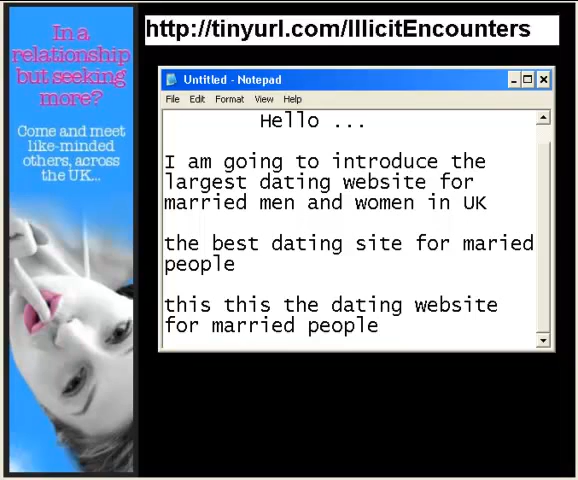 In a
relationship
but seeking
more?
Come and meet
like-minded
others, across
the UK...
http://tinyurl.com/IllicitEncounters
Untitled - Notepad
File Edit Format View Help
Hello ...
I am going to introduce the
largest dating website for
married men and women in UK
the best dating site for maried
people
this this the dating website
for married people